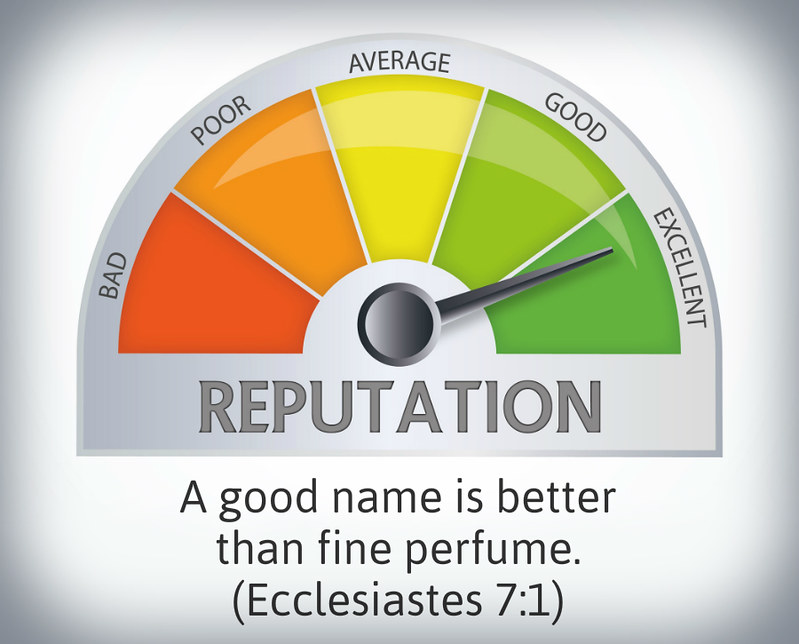 BAD
POOR
AVERAGE
GOOD
EXCELLENT
REPUTATION
A good name is better
than fine perfume.
(Ecclesiastes 7:1)